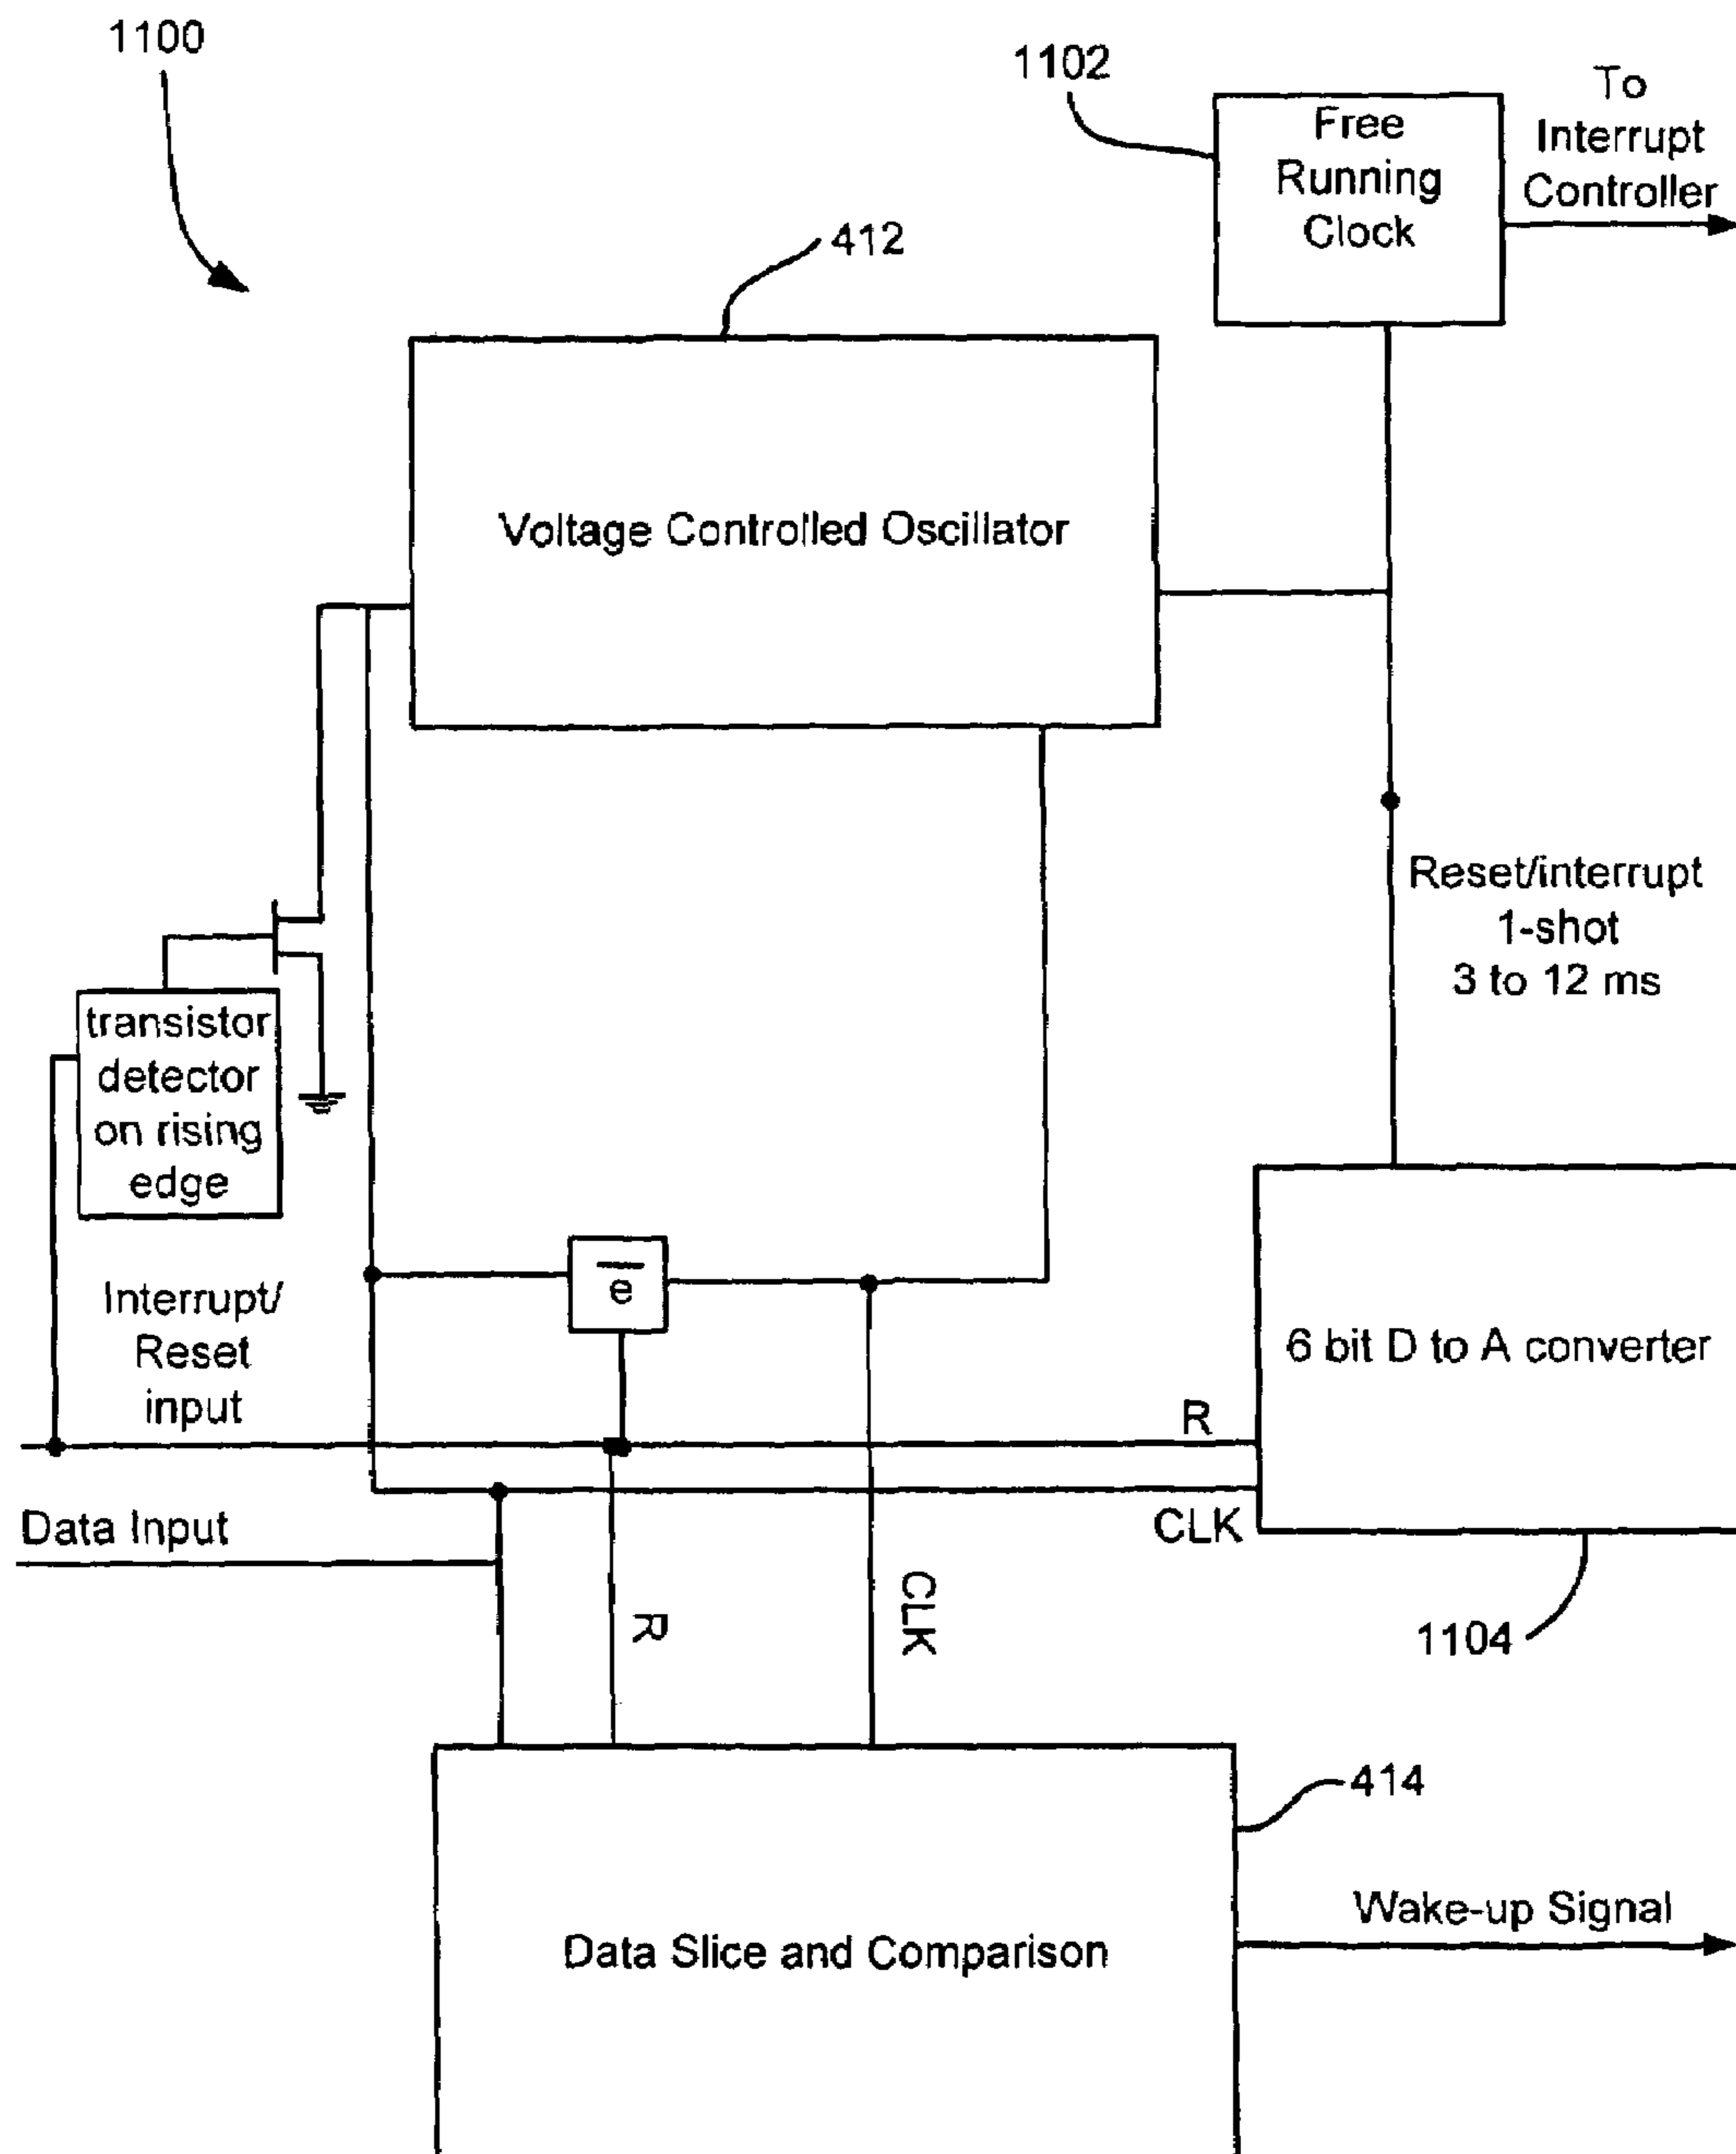 1100
1102
Free
Running
Clock
To
Interrupt
Controller
412
Voltage Controlled Oscillator
Reset/interrupt
1-shot
3 to 12 ms
transistor
detector
on rising
edge
e
Interrupt/
Reset
input
6 bit D to A converter
R
Data Input
CLK
R
CLK
1104
414
Wake-up Signal
Data Slice and Comparison